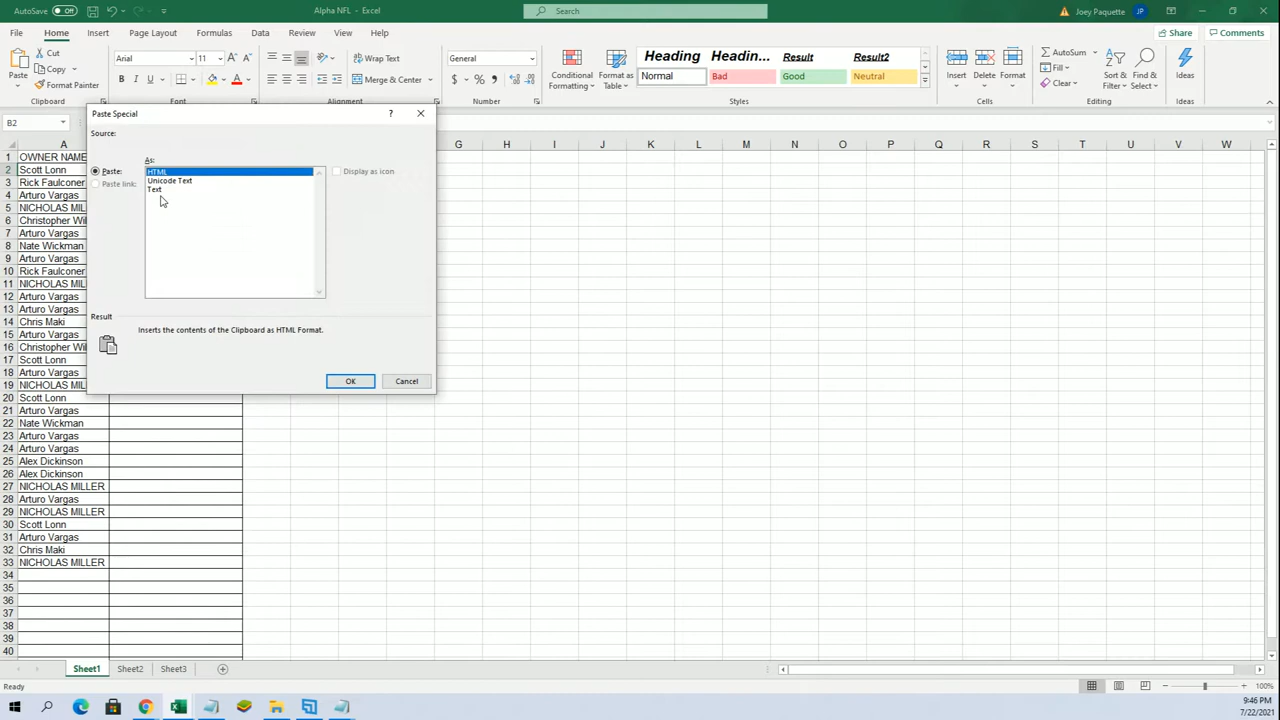 AutoSave Off Alpha NFL - Excel Search Joey Paquette JP
File Home Insert Page Layout Formulas Data Review View Help Share Comments
Paste Cut Copy Format Painter Clipboard
Arial 11 B I U A Font
Wrap Text Merge & Center Alignment
General $ % Number
Conditional Formatting Format as Table
Heading Headin... Result Result2
Normal Bad Good Neutral
Styles
Insert Delete Format Cells
AutoSum Fill Clear Sort & Filter Find & Select Editing
Ideas Ideas
B2
A G H I J K L M N O P Q R S T U V W
1 OWNER NAME
2 Scott Lonn
3 Rick Faulconer
4 Arturo Vargas
5 NICHOLAS MIL
6 Christopher Wil
7 Arturo Vargas
8 Nate Wickman
9 Arturo Vargas
10 Rick Faulconer
11 NICHOLAS MIL
12 Arturo Vargas
13 Arturo Vargas
14 Chris Maki
15 Arturo Vargas
16 Christopher Wil
17 Scott Lonn
18 Arturo Vargas
19 NICHOLAS MIL
20 Scott Lonn
21 Arturo Vargas
22 Nate Wickman
23 Arturo Vargas
24 Arturo Vargas
25 Alex Dickinson
26 Alex Dickinson
27 NICHOLAS MILLER
28 Arturo Vargas
29 NICHOLAS MILLER
30 Scott Lonn
31 Arturo Vargas
32 Chris Maki
33 NICHOLAS MILLER
34
35
36
37
38
39
40
Paste Special ?
Source:
As:
Paste: HTML Display as icon
Unicode Text
Paste link:
Text
Result
Inserts the contents of the Clipboard as HTML Format.
OK Cancel
Sheet1 Sheet2 Sheet3
Ready 100%
9:46 PM
7/22/2021